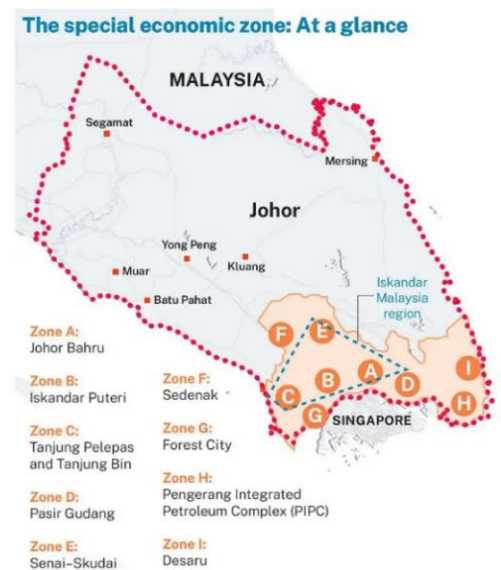 The special economic zone: At a glance
MALAYSIA
Segamat
Mersing
Johor
Yong Peng
Kluang
Muar
Batu Pahat
Iskandar
Malaysia
region
F
E
I
A
B
D
C
H
G
SINGAPORE
Zone A:
Johor Bahru
Zone B:
Iskandar Puteri
Zone C:
Tanjung Pelepas
and Tanjung Bin
Zone D:
Pasir Gudang
Zone E:
Senai–Skudai
Zone F:
Sedenak
Zone G:
Forest City
Zone H:
Pengerang Integrated
Petroleum Complex (PIPC)
Zone I:
Desaru